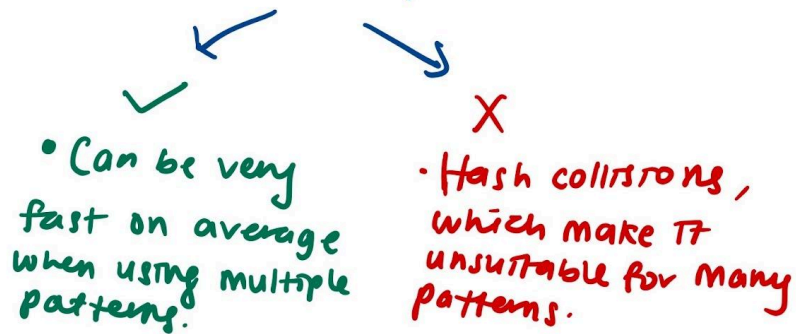 ✓
• Can be very
fast on average
when using multiple
patterns.
X
· Hash collisions,
which make it
unsuitable for many
patterns.